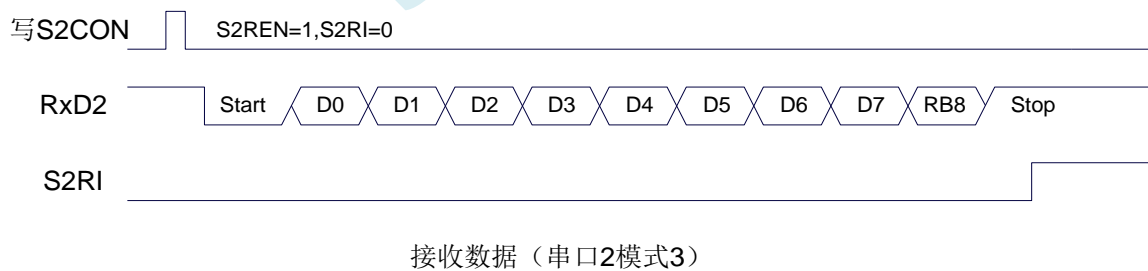 写S2CON S2REN=1,S2RI=0
RxD2 Start D0 D1 D2 D3 D4 D5 D6 D7 RB8 Stop
S2RI
接收数据（串口2模式3）